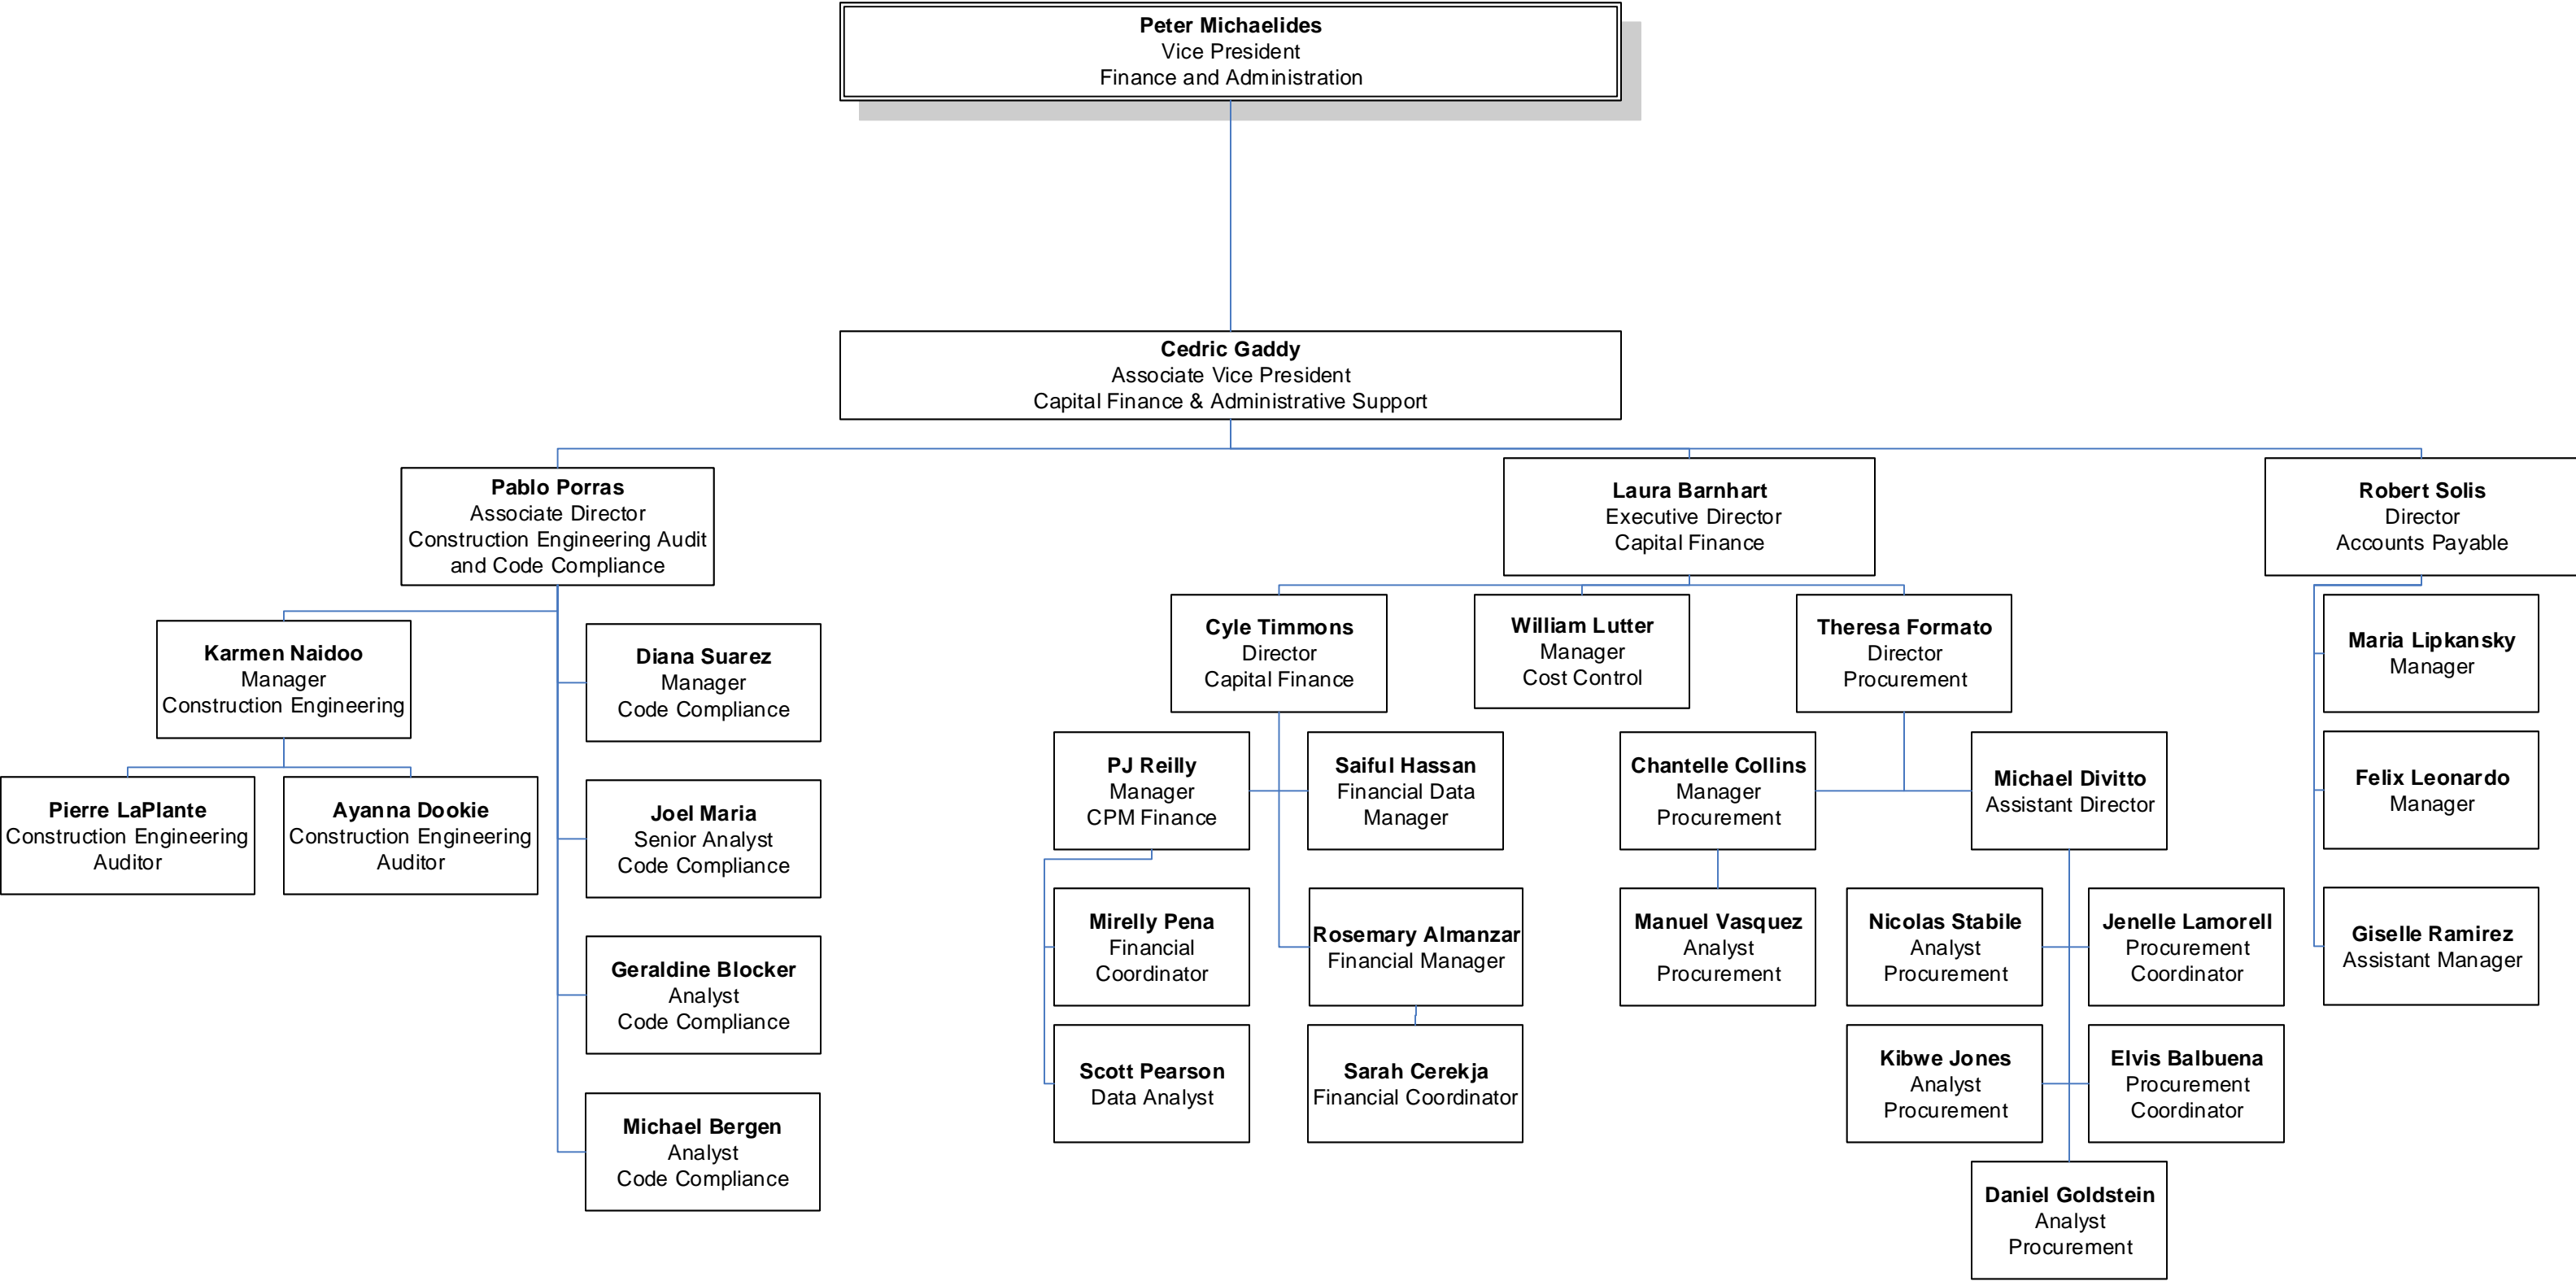 Peter Michaelides
Vice President
Finance and Administration
Cedric Gaddy
Associate Vice President
Capital Finance & Administrative Support
Pablo Porras
Associate Director
Construction Engineering Audit
and Code Compliance
Laura Barnhart
Executive Director
Capital Finance
Robert Solis
Director
Accounts Payable
Karmen Naidoo
Manager
Construction Engineering
Diana Suarez
Manager
Code Compliance
Cyle Timmons
Director
Capital Finance
William Lutter
Manager
Cost Control
Theresa Formato
Director
Procurement
Maria Lipkansky
Manager
Pierre LaPlante
Construction Engineering
Auditor
Ayanna Dookie
Construction Engineering
Auditor
Joel Maria
Senior Analyst
Code Compliance
PJ Reilly
Manager
CPM Finance
Saiful Hassan
Financial Data
Manager
Chantelle Collins
Manager
Procurement
Michael Divitto
Assistant Director
Felix Leonardo
Manager
Geraldine Blocker
Analyst
Code Compliance
Mirelly Pena
Financial
Coordinator
Rosemary Almanzar
Financial Manager
Manuel Vasquez
Analyst
Procurement
Nicolas Stabile
Analyst
Procurement
Jenelle Lamorell
Procurement
Coordinator
Giselle Ramirez
Assistant Manager
Michael Bergen
Analyst
Code Compliance
Scott Pearson
Data Analyst
Sarah Cerekja
Financial Coordinator
Kibwe Jones
Analyst
Procurement
Elvis Balbuena
Procurement
Coordinator
Daniel Goldstein
Analyst
Procurement